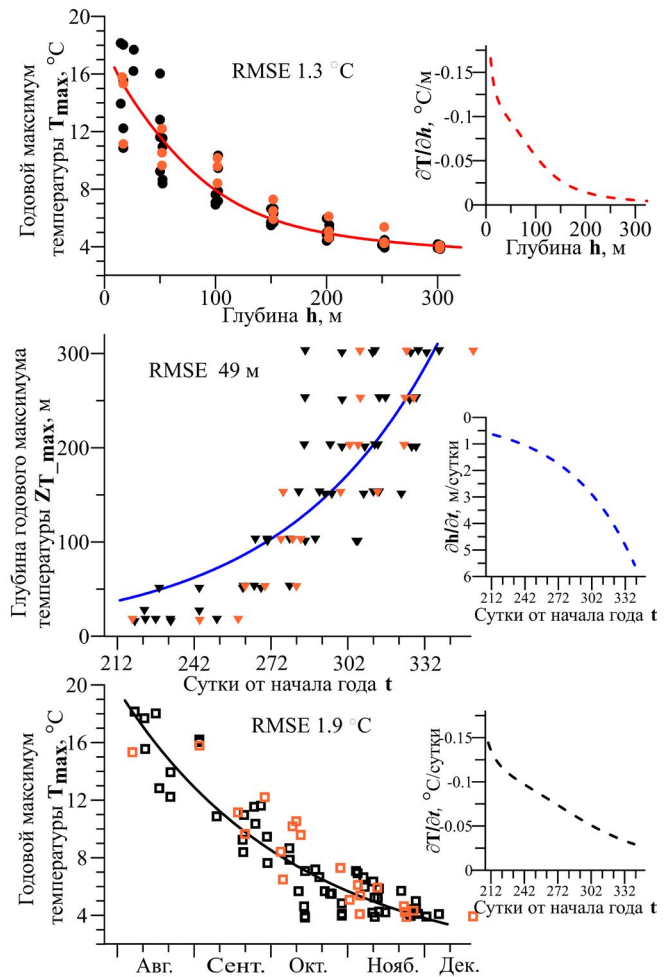 20
16
12
8
4
Годовой максимум
температуры Tmax, °C
RMSE 1.3 °C
0 100 200 300
Глубина h, м
-0.15
-0.1
-0.05
0
∂T/∂h, °C/м
0 100 200 300
Глубина h, м
300
200
100
0
Глубина годового максимума
температуры ZT_max, м
RMSE 49 м
212 242 272 302 332
Сутки от начала года t
0
1
2
3
4
5
6
∂h/∂t, м/сутки
212 242 272 302 332
Сутки от начала года t
20
16
12
8
4
Годовой максимум
температуры Tmax, °C
RMSE 1.9 °C
Авг. Сент. Окт. Нояб. Дек.
-0.15
-0.1
-0.05
0
∂T/∂t, °C/сутки
212 242 272 302 332
Сутки от начала года t